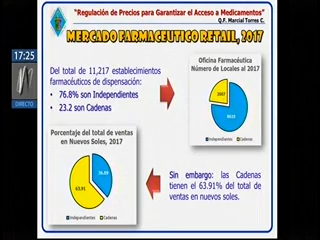 "Regulación de Precios para Garantizar el Acceso a Medicamentos"
Q.F. Marcial Torres C.
MERCADO FARMACEUTICO RETAIL, 2017
17:25
DIRECTO
Del total de 11,217 establecimientos
farmacéuticos de dispensación:
• 76.8% son Independientes
• 23.2 son Cadenas
Oficina Farmacéutica
Número de Locales al 2017
2607
8610
Independientes Cadenas
Porcentaje del total de ventas
en Nuevos Soles, 2017
36.09
63.91
Independientes Cadenas
Sin embargo: las Cadenas
tienen el 63.91% del total de
ventas en nuevos soles.